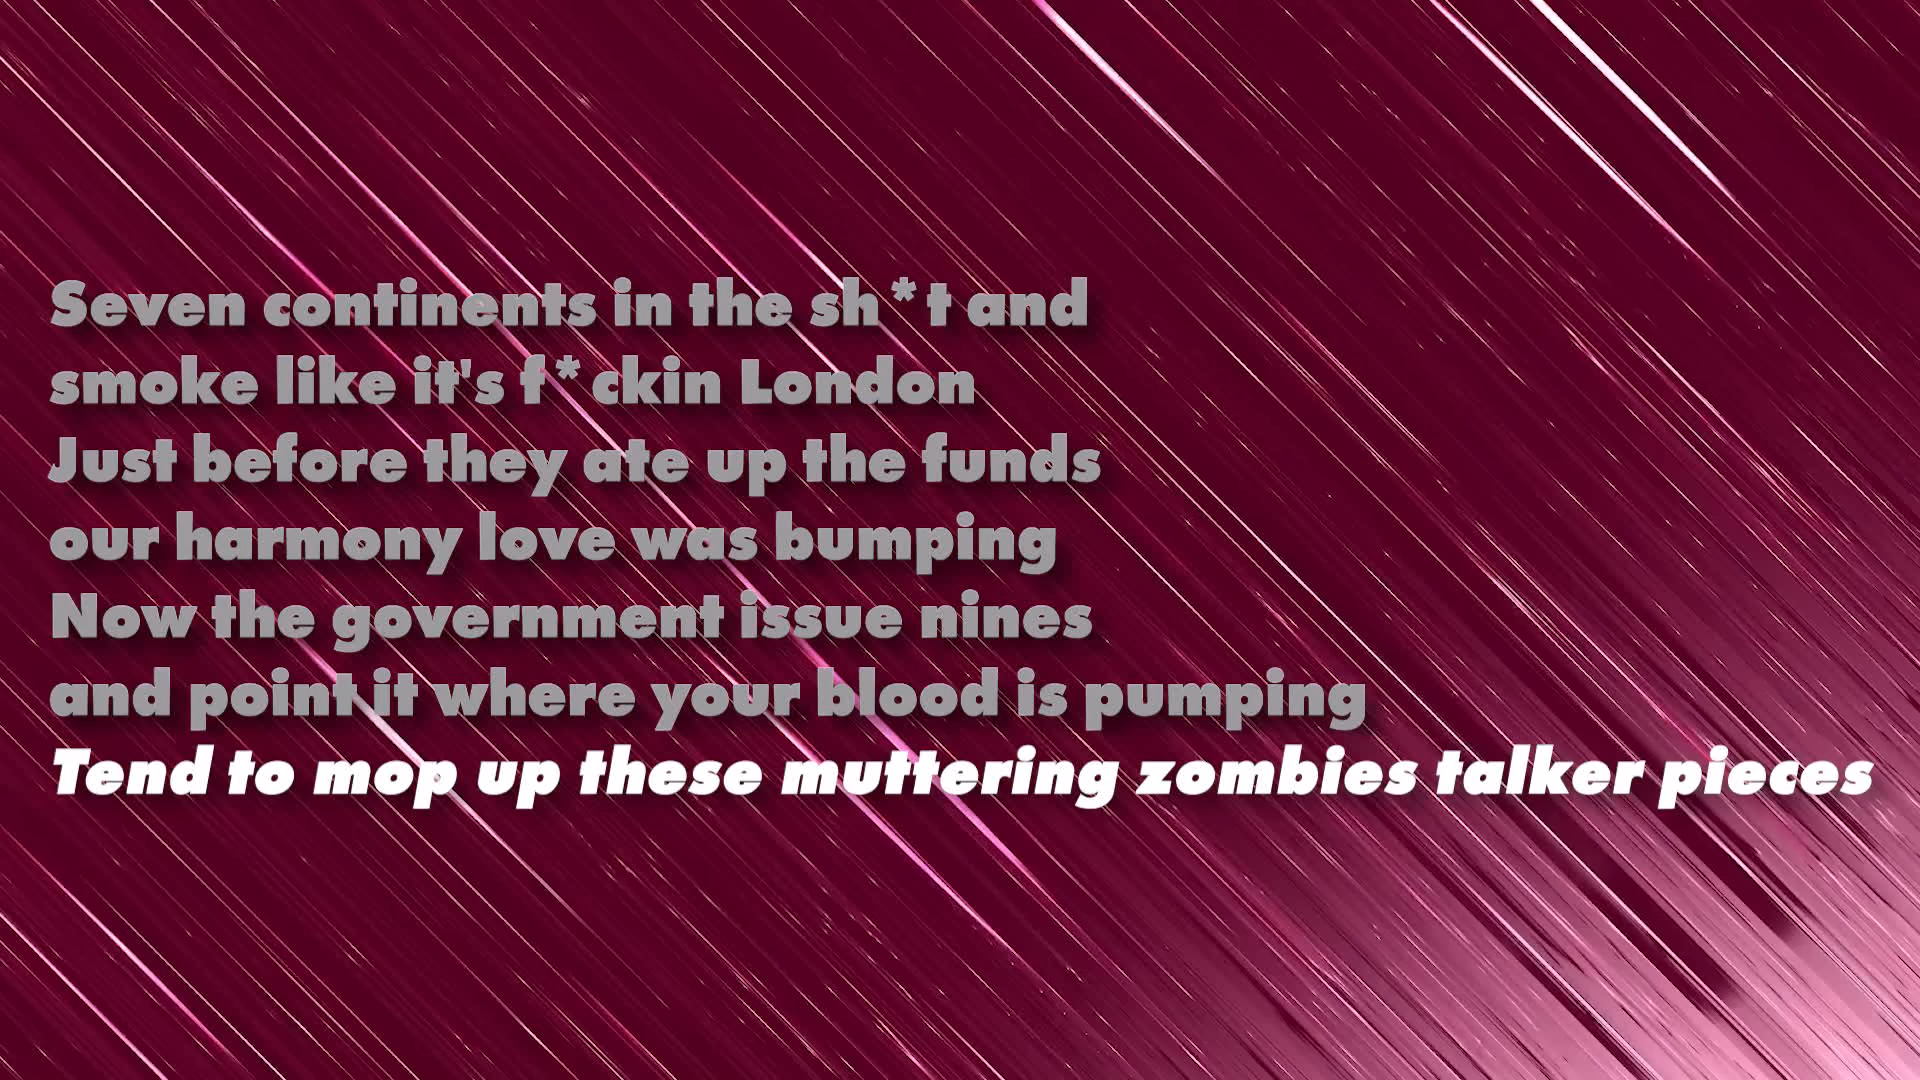 Seven continents in the sh*t and
smoke like it's f*ckin London
Just before they ate up the funds
our harmony love was bumping
Now the government issue nines
and point it where your blood is pumping
Tend to mop up these muttering zombies talker pieces